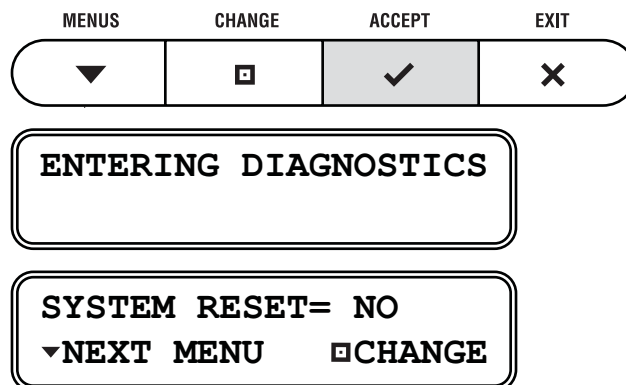 MENUS CHANGE ACCEPT EXIT
ENTERING DIAGNOSTICS
SYSTEM RESET= NO
NEXT MENU CHANGE